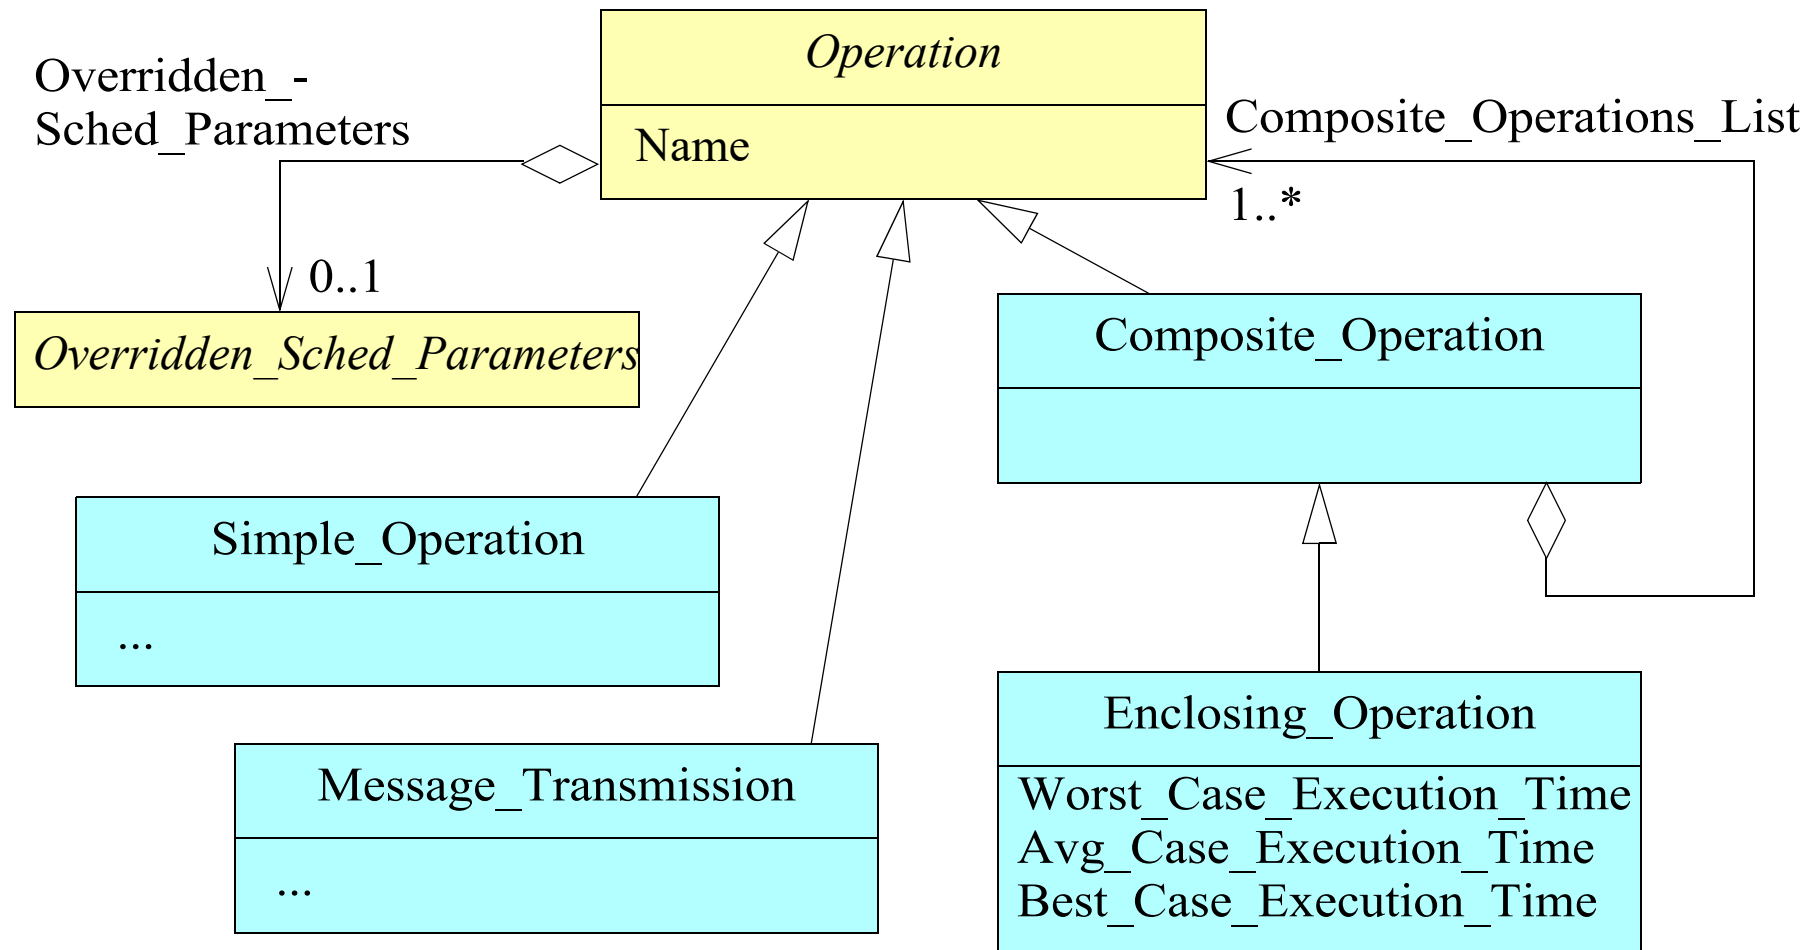 Operation
Name
Overridden_-
Sched_Parameters
0..1
Overridden_Sched_Parameters
Composite_Operations_List
1..*
Composite_Operation
Simple_Operation
...
Message_Transmission
...
Enclosing_Operation
Worst_Case_Execution_Time
Avg_Case_Execution_Time
Best_Case_Execution_Time